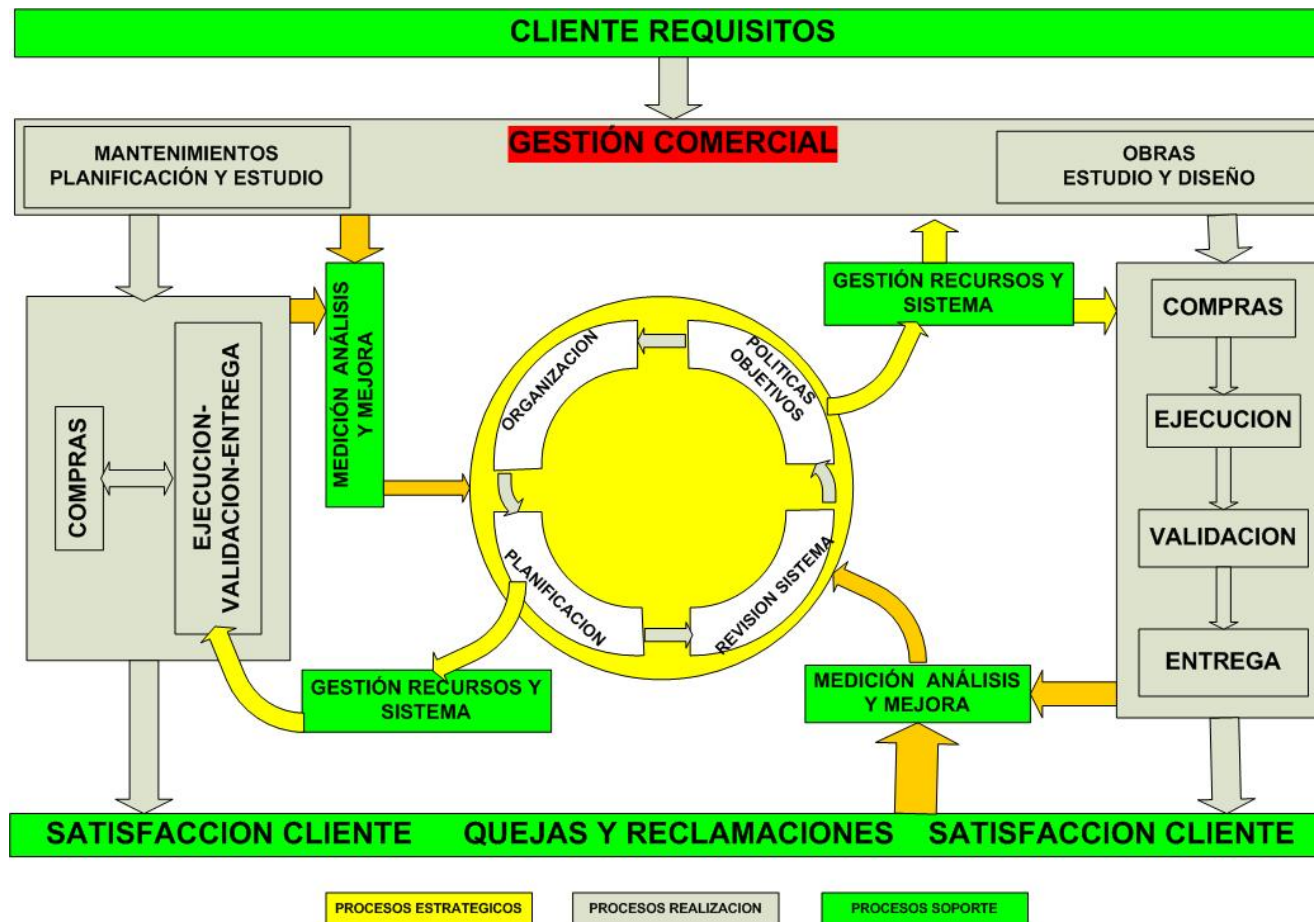 CLIENTE REQUISITOS
GESTIÓN COMERCIAL
MANTENIMIENTOS
PLANIFICACIÓN Y ESTUDIO
OBRAS
ESTUDIO Y DISEÑO
COMPRAS
EJECUCION-
VALIDACION-ENTREGA
MEDICIÓN ANÁLISIS
Y MEJORA
ORGANIZACION
POLITICAS
OBJETIVOS
PLANIFICACION
REVISION SISTEMA
GESTIÓN RECURSOS Y
SISTEMA
COMPRAS
EJECUCION
VALIDACION
ENTREGA
GESTIÓN RECURSOS Y
SISTEMA
MEDICIÓN ANÁLISIS
Y MEJORA
SATISFACCION CLIENTE QUEJAS Y RECLAMACIONES SATISFACCION CLIENTE
PROCESOS ESTRATEGICOS
PROCESOS REALIZACION
PROCESOS SOPORTE